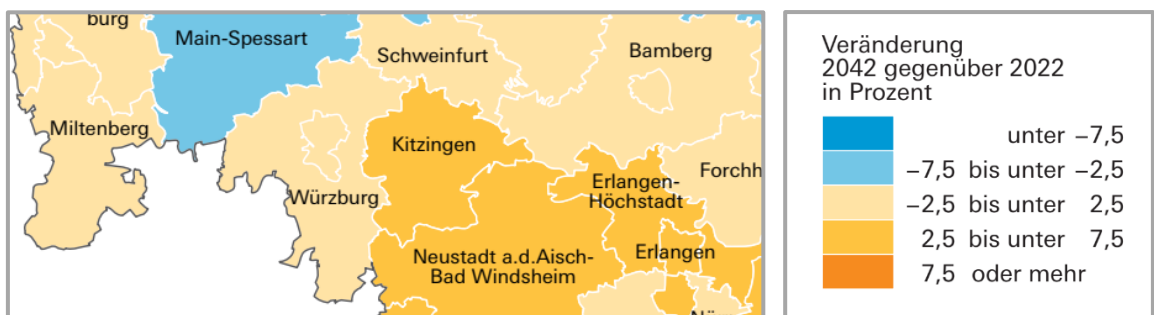 burg
Main-Spessart
Schweinfurt
Bamberg
Miltenberg
Kitzingen
Forchh
Erlangen-
Höchstadt
Würzburg
Neustadt a.d.Aisch-
Bad Windsheim
Erlangen
Veränderung
2042 gegenüber 2022
in Prozent
unter −7,5
−7,5 bis unter −2,5
−2,5 bis unter 2,5
2,5 bis unter 7,5
7,5 oder mehr